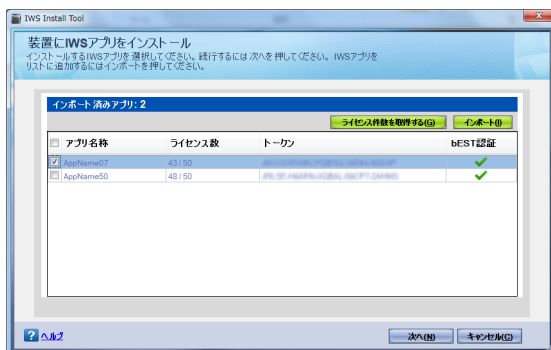 IWS Install Tool
装置にIWSアプリをインストール
インストールするIWSアプリを選択してください。続行するには次へを押してください。IWSアプリを
リストに追加するにはインポートを押してください。
インポート済みアプリ: 2
ライセンス件数を取得する(G) インポート(I)
アプリ名称 ライセンス数 トークン bEST認証
AppName07 43 / 50
AppName50 48 / 50
? ヘルプ 次へ(N) キャンセル(C)